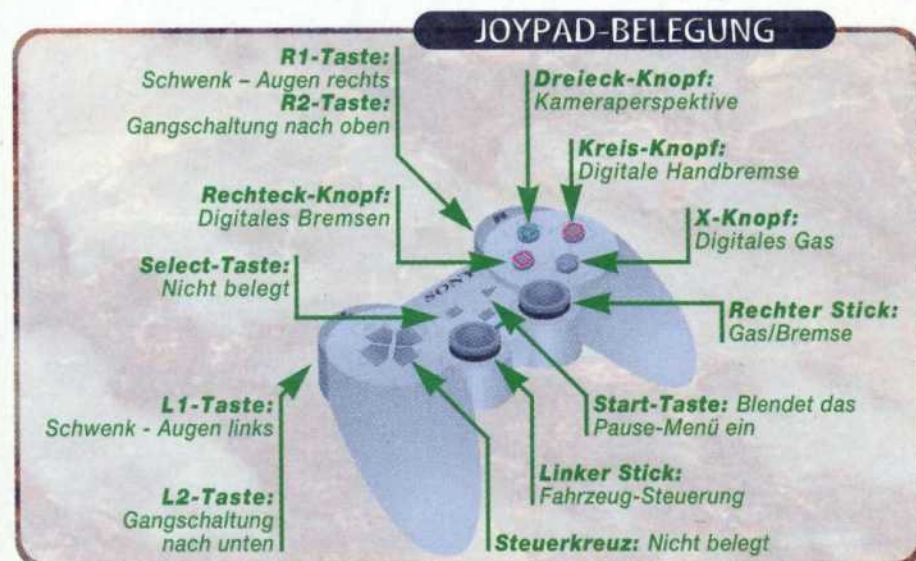 JOYPAD-BELEGUNG
R1-Taste:
Schwenk – Augen rechts
R2-Taste:
Gangschaltung nach oben
Dreieck-Knopf:
Kameraperspektive
Kreis-Knopf:
Digitale Handbremse
Rechteck-Knopf:
Digitales Bremsen
X-Knopf:
Digitales Gas
Select-Taste:
Nicht belegt
SONY
Rechter Stick:
Gas/Bremse
L1-Taste:
Schwenk - Augen links
Start-Taste: Blendet das
Pause-Menü ein
L2-Taste:
Gangschaltung
nach unten
Linker Stick:
Fahrzeug-Steuerung
Steuerkreuz: Nicht belegt